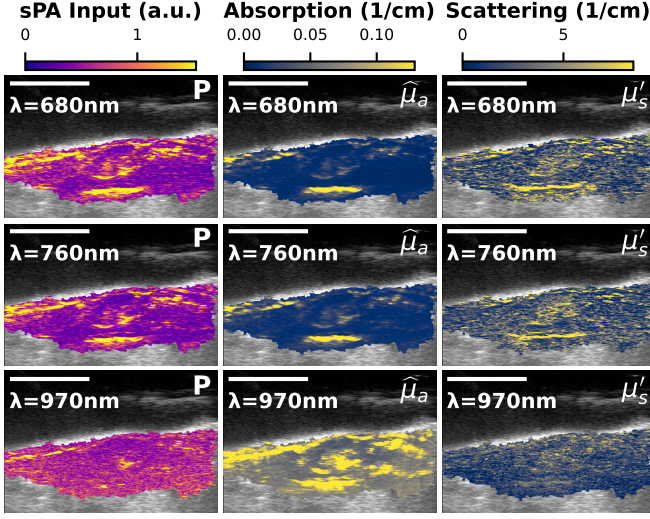 sPA Input (a.u.) Absorption (1/cm) Scattering (1/cm)
0 1 0.00 0.05 0.10 0 5
P μ̂a μ′s
λ=680nm λ=680nm λ=680nm
P μ̂a μ′s
λ=760nm λ=760nm λ=760nm
P μ̂a μ′s
λ=970nm λ=970nm λ=970nm